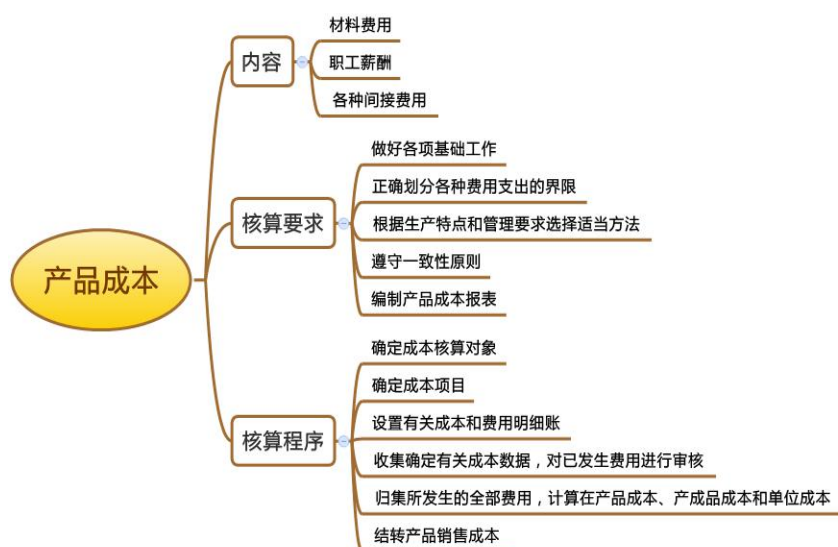 产品成本
内容
材料费用
职工薪酬
各种间接费用
核算要求
做好各项基础工作
正确划分各种费用支出的界限
根据生产特点和管理要求选择适当方法
遵守一致性原则
编制产品成本报表
核算程序
确定成本核算对象
确定成本项目
设置有关成本和费用明细账
收集确定有关成本数据，对已发生费用进行审核
归集所发生的全部费用，计算在产品成本、产成品成本和单位成本
结转产品销售成本